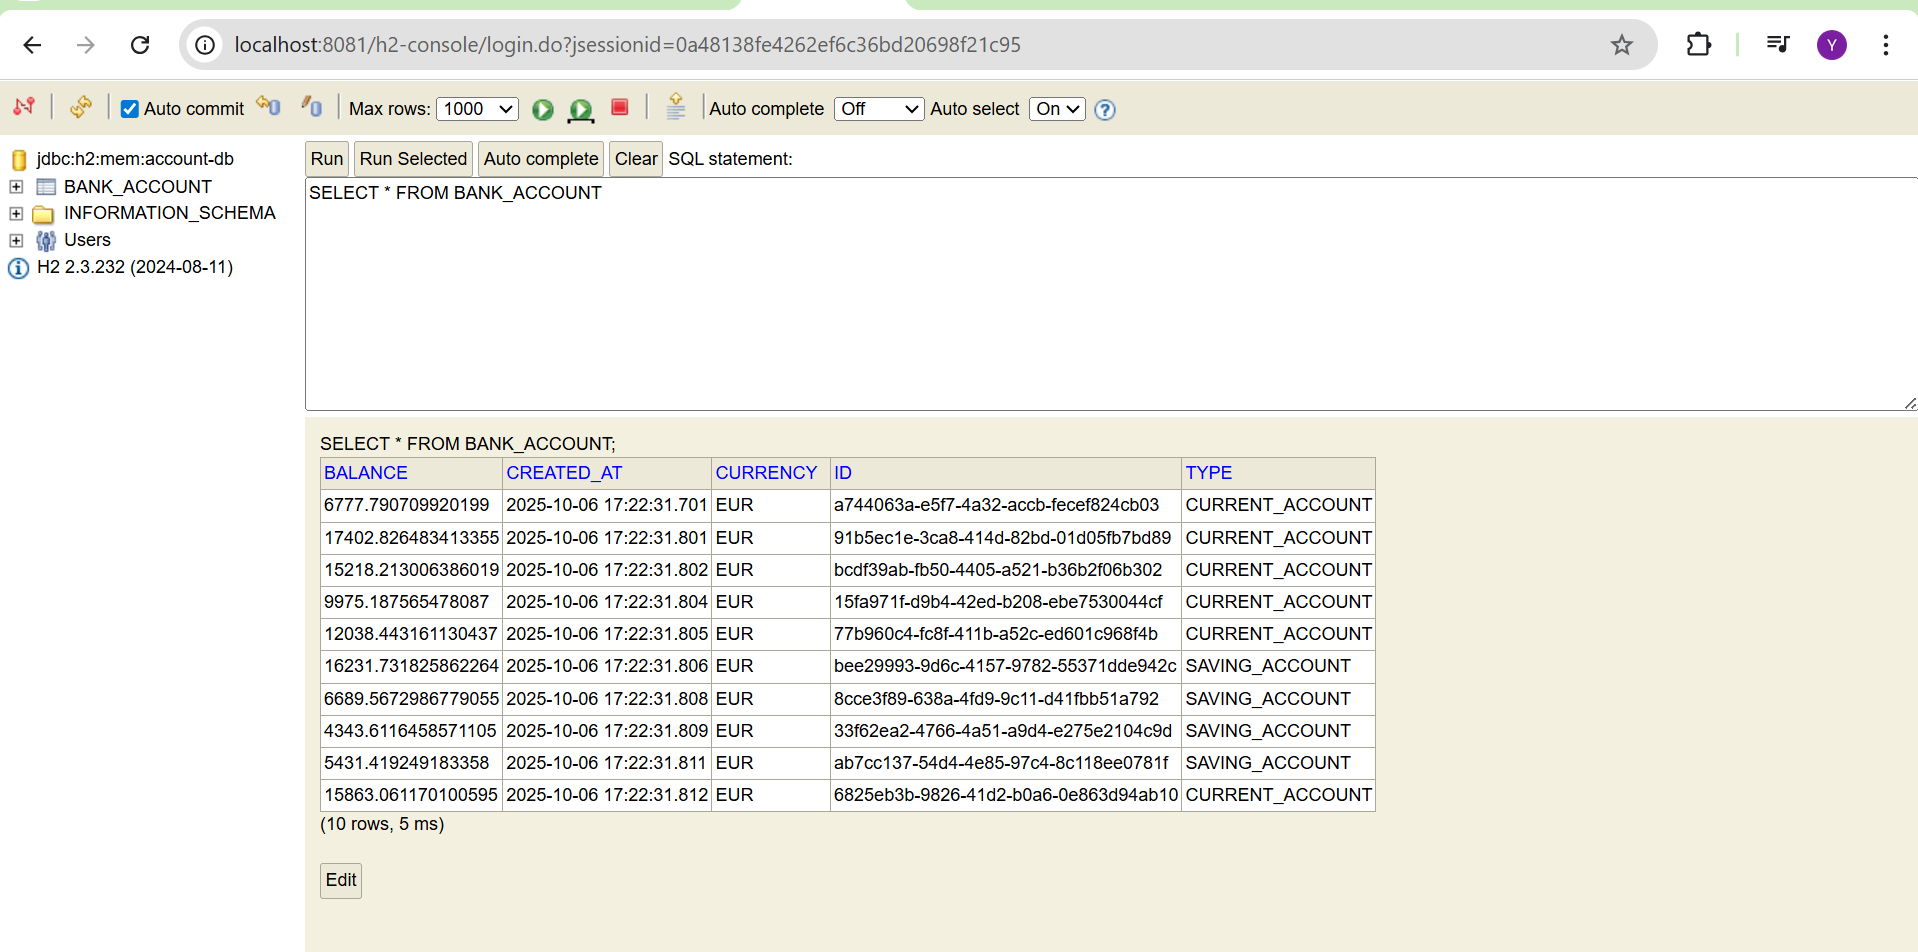 localhost:8081/h2-console/login.do?jsessionid=0a48138fe4262ef6c36bd20698f21c95
Y
Auto commit Max rows: 1000 Auto complete Off Auto select On ?
jdbc:h2:mem:account-db
BANK_ACCOUNT
INFORMATION_SCHEMA
Users
H2 2.3.232 (2024-08-11)
Run Run Selected Auto complete Clear SQL statement:
SELECT * FROM BANK_ACCOUNT
SELECT * FROM BANK_ACCOUNT;
BALANCE CREATED_AT CURRENCY ID TYPE
6777.790709920199 2025-10-06 17:22:31.701 EUR a744063a-e5f7-4a32-accb-fecef824cb03 CURRENT_ACCOUNT
17402.826483413355 2025-10-06 17:22:31.801 EUR 91b5ec1e-3ca8-414d-82bd-01d05fb7bd89 CURRENT_ACCOUNT
15218.213006386019 2025-10-06 17:22:31.802 EUR bcdf39ab-fb50-4405-a521-b36b2f06b302 CURRENT_ACCOUNT
9975.187565478087 2025-10-06 17:22:31.804 EUR 15fa971f-d9b4-42ed-b208-ebe7530044cf CURRENT_ACCOUNT
12038.443161130437 2025-10-06 17:22:31.805 EUR 77b960c4-fc8f-411b-a52c-ed601c968f4b CURRENT_ACCOUNT
16231.731825862264 2025-10-06 17:22:31.806 EUR bee29993-9d6c-4157-9782-55371dde942c SAVING_ACCOUNT
6689.5672986779055 2025-10-06 17:22:31.808 EUR 8cce3f89-638a-4fd9-9c11-d41fbb51a792 SAVING_ACCOUNT
4343.6116458571105 2025-10-06 17:22:31.809 EUR 33f62ea2-4766-4a51-a9d4-e275e2104c9d SAVING_ACCOUNT
5431.419249183358 2025-10-06 17:22:31.811 EUR ab7cc137-54d4-4e85-97c4-8c118ee0781f SAVING_ACCOUNT
15863.061170100595 2025-10-06 17:22:31.812 EUR 6825eb3b-9826-41d2-b0a6-0e863d94ab10 CURRENT_ACCOUNT
(10 rows, 5 ms)
Edit